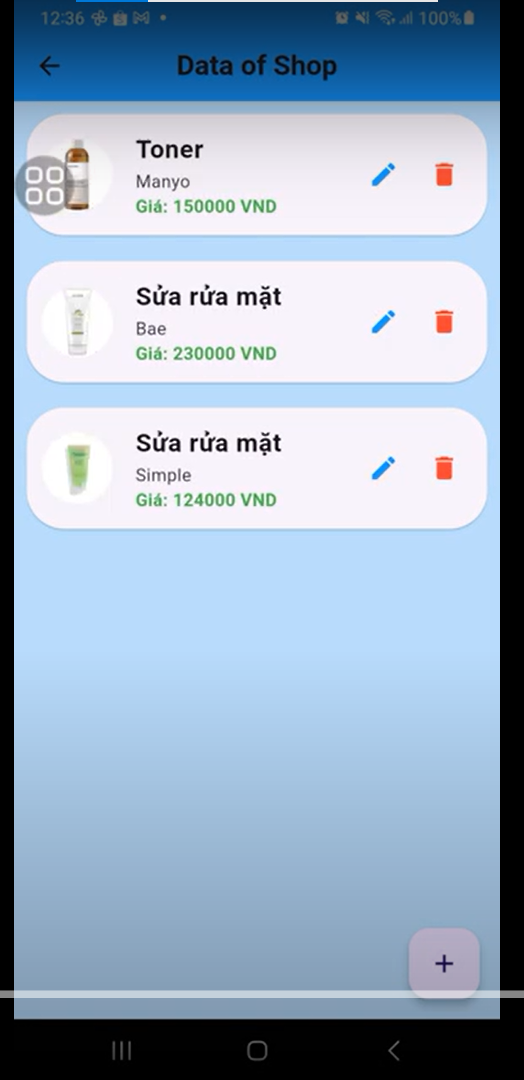 12:36
100%
Data of Shop
Toner
Manyo
Giá: 150000 VND
Sửa rửa mặt
Bae
Giá: 230000 VND
Sửa rửa mặt
Simple
Giá: 124000 VND
+